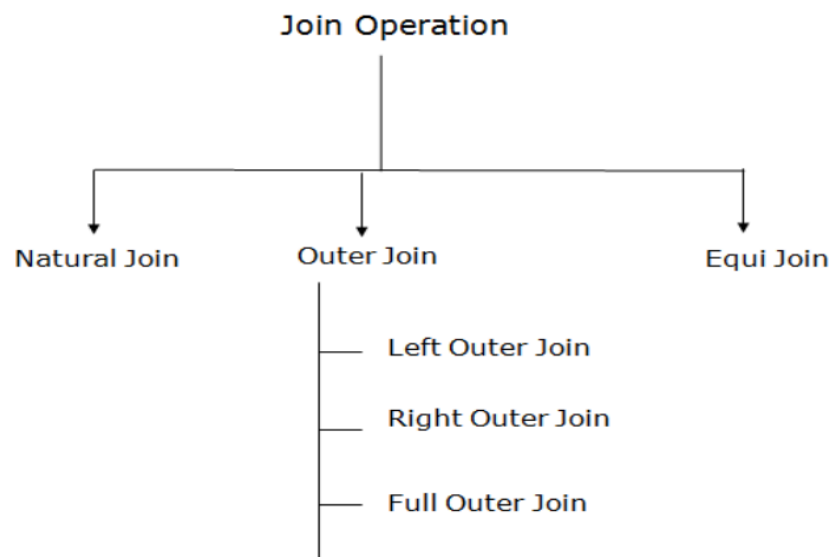 Join Operation
Natural Join
Outer Join
Equi Join
Left Outer Join
Right Outer Join
Full Outer Join